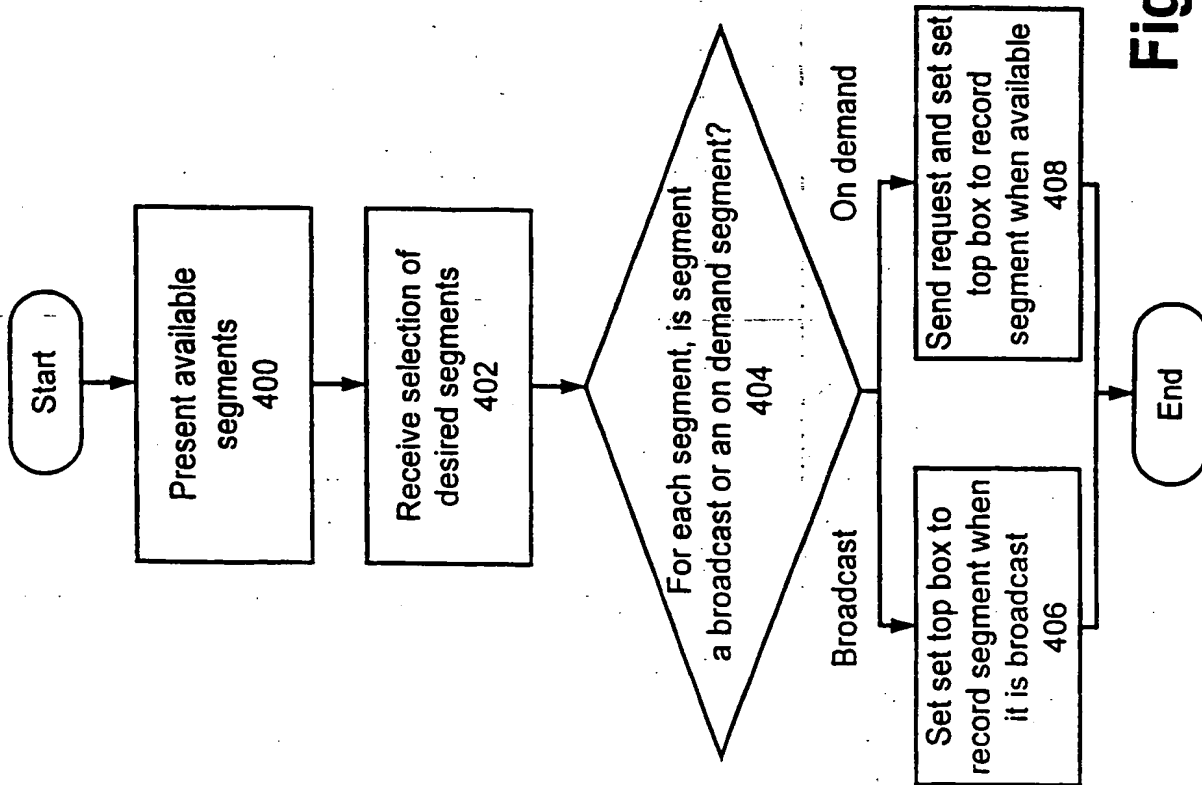 Start
Present available
segments
400
Receive selection of
desired segments
402
For each segment, is segment
a broadcast or an on demand segment?
404
Broadcast
On demand
Set set top box to
record segment when
it is broadcast
406
Send request and set set
top box to record
segment when available
408
End
Fig